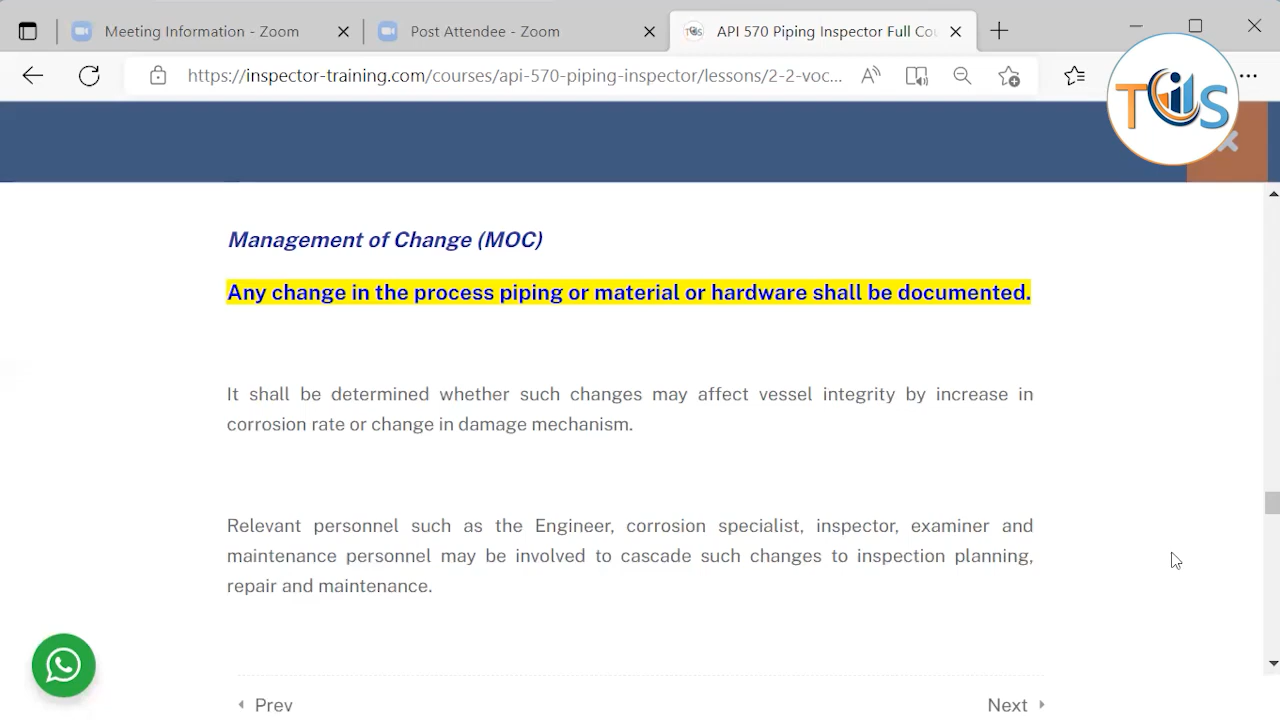 Meeting Information - Zoom
Post Attendee - Zoom
API 570 Piping Inspector Full Cou
https://inspector-training.com/courses/api-570-piping-inspector/lessons/2-2-voc...
TCIS
Management of Change (MOC)
Any change in the process piping or material or hardware shall be documented.
It shall be determined whether such changes may affect vessel integrity by increase in
corrosion rate or change in damage mechanism.
Relevant personnel such as the Engineer, corrosion specialist, inspector, examiner and
maintenance personnel may be involved to cascade such changes to inspection planning,
repair and maintenance.
Prev
Next